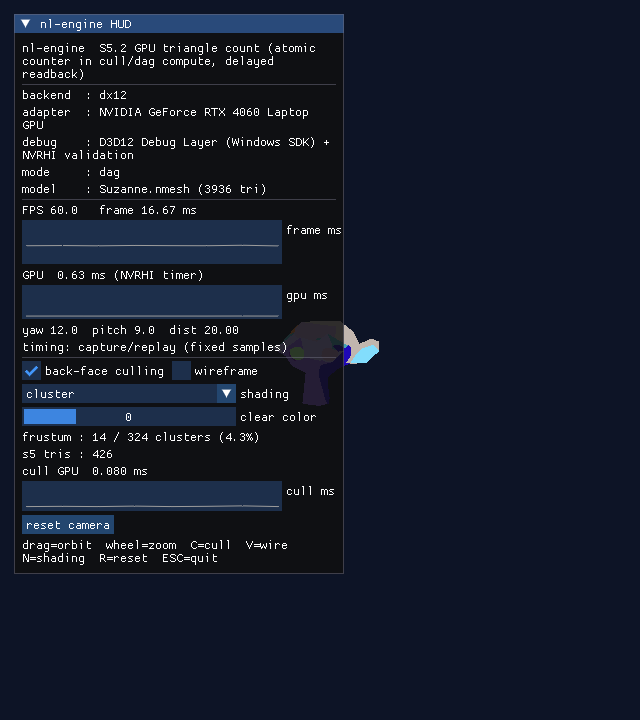 nl-engine HUD
nl-engine  S5.2 GPU triangle count (atomic
counter in cull/dag compute, delayed
readback)
backend  : dx12
adapter  : NVIDIA GeForce RTX 4060 Laptop
GPU
debug    : D3D12 Debug Layer (Windows SDK) +
NVRHI validation
mode     : dag
model    : Suzanne.nmesh (3936 tri)
FPS 60.0   frame 16.67 ms
frame ms
GPU  0.63 ms (NVRHI timer)
gpu ms
yaw 12.0  pitch 9.0  dist 20.00
timing: capture/replay (fixed samples)
back-face culling  wireframe
cluster  shading
0  clear color
frustum : 14 / 324 clusters (4.3%)
s5 tris : 426
cull GPU  0.080 ms
cull ms
reset camera
drag=orbit  wheel=zoom  C=cull  V=wire
N=shading  R=reset  ESC=quit